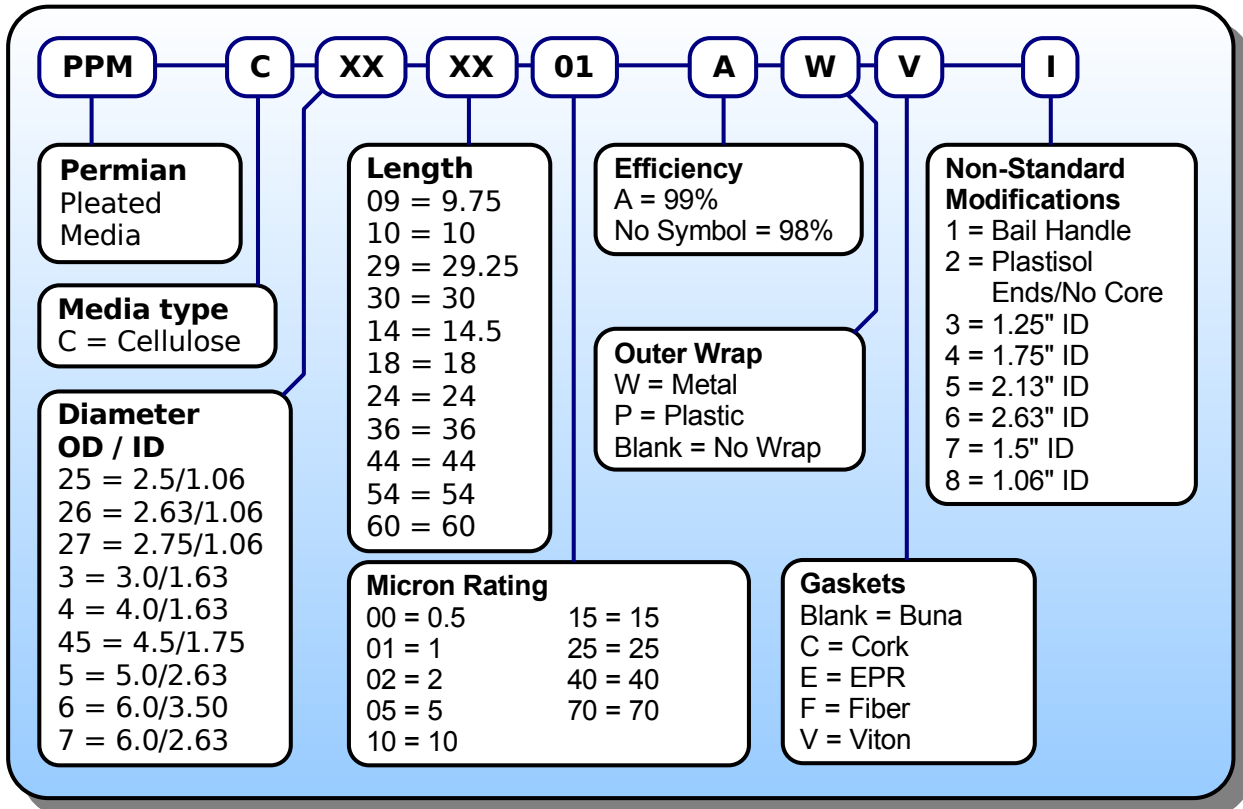 PPM C XX XX 01 A W V I
Permian
Pleated
Media
Media type
C = Cellulose
Diameter
OD / ID
25 = 2.5/1.06
26 = 2.63/1.06
27 = 2.75/1.06
3 = 3.0/1.63
4 = 4.0/1.63
45 = 4.5/1.75
5 = 5.0/2.63
6 = 6.0/3.50
7 = 6.0/2.63
Length
09 = 9.75
10 = 10
29 = 29.25
30 = 30
14 = 14.5
18 = 18
24 = 24
36 = 36
44 = 44
54 = 54
60 = 60
Micron Rating
00 = 0.5
01 = 1
02 = 2
05 = 5
10 = 10
15 = 15
25 = 25
40 = 40
70 = 70
Efficiency
A = 99%
No Symbol = 98%
Outer Wrap
W = Metal
P = Plastic
Blank = No Wrap
Gaskets
Blank = Buna
C = Cork
E = EPR
F = Fiber
V = Viton
Non-Standard
Modifications
1 = Bail Handle
2 = Plastisol
Ends/No Core
3 = 1.25" ID
4 = 1.75" ID
5 = 2.13" ID
6 = 2.63" ID
7 = 1.5" ID
8 = 1.06" ID